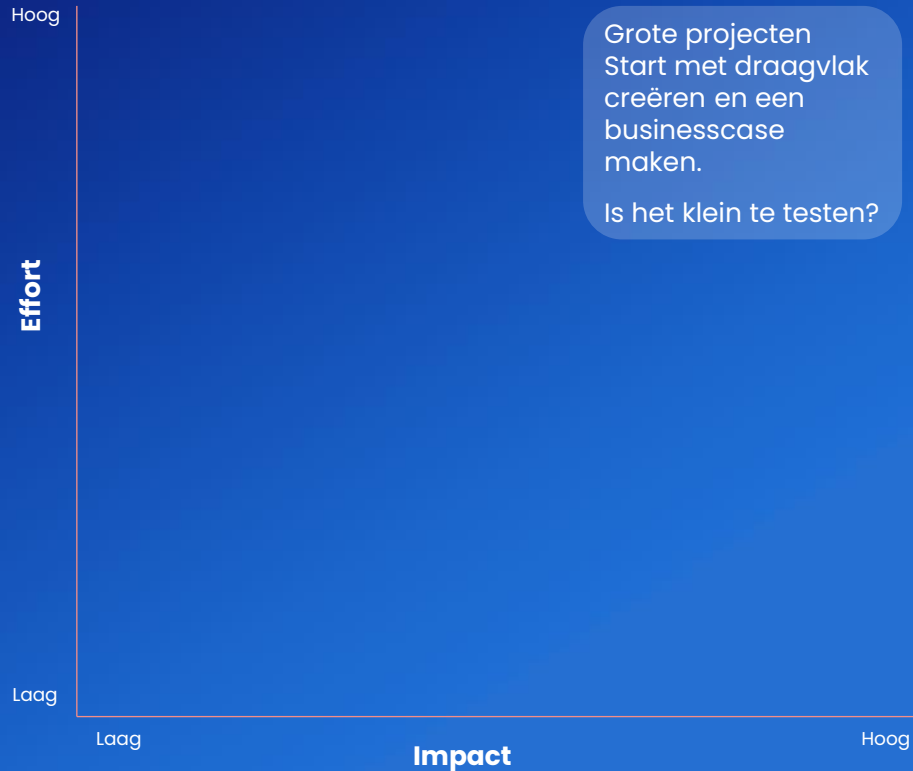 Hoog
Grote projecten
Start met draagvlak
creëren en een
businesscase
maken.
Is het klein te testen?
Effort
Laag
Laag
Impact
Hoog